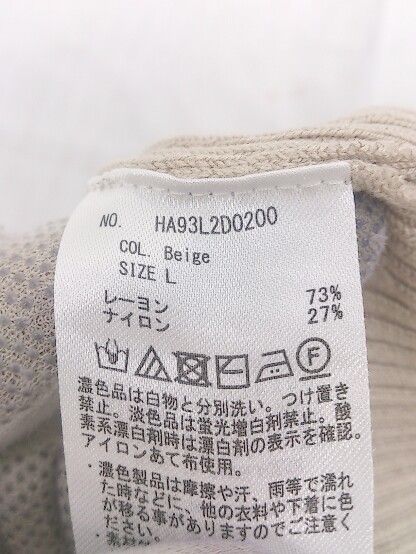 NO. HA93L2D0200
COL. Beige
SIZE L
レーヨン 73%
ナイロン 27%
濃色品は白物と分別洗い。つけ置き
禁止。淡色品は蛍光増白剤禁止。酸
素系漂白剤時は漂白剤の表示を確認。
アイロンあて布使用。
・濃色製品は摩擦や汗、雨等で濡れ
た時などに、他の衣料や下着に色
が移る事がありますのでご注意く
ださい。
・素材